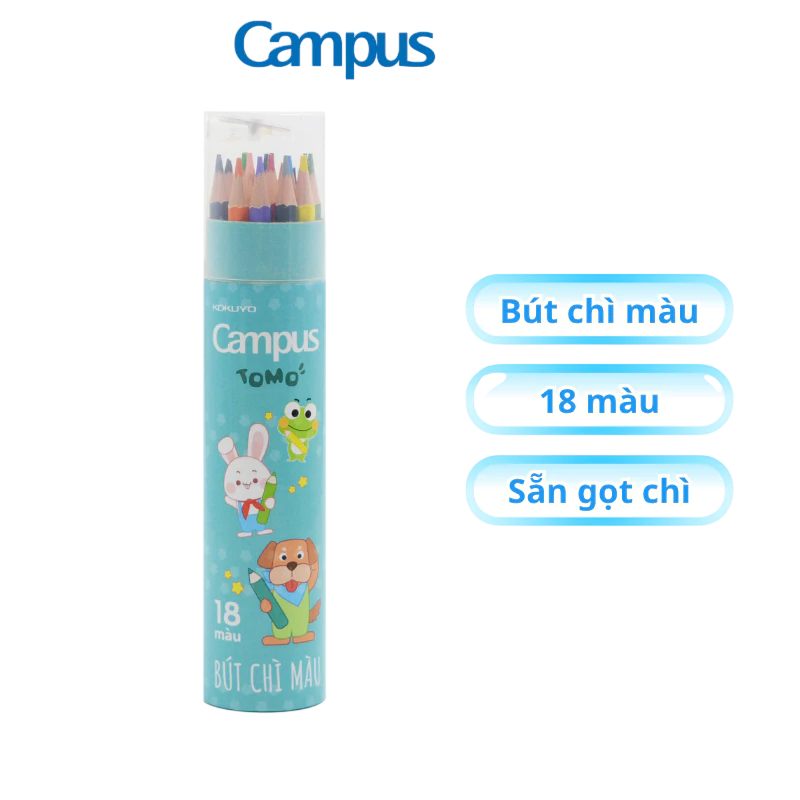 Campus
KOKUYO
Campus
TOMO
18
màu
BÚT CHÌ MÀU
Bút chì màu
18 màu
Sẵn gọt chì